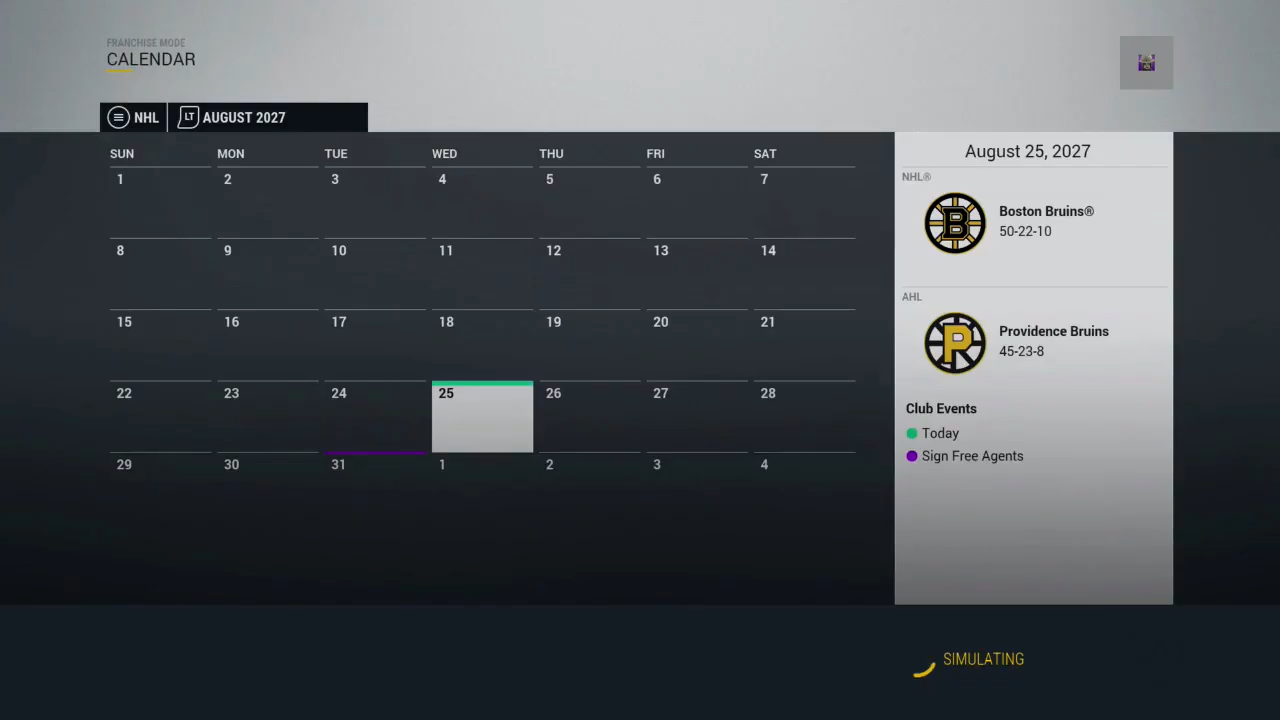 FRANCHISE MODE
CALENDAR
NHL LT AUGUST 2027
SUN MON TUE WED THU FRI SAT
1 2 3 4 5 6 7
8 9 10 11 12 13 14
15 16 17 18 19 20 21
22 23 24 25 26 27 28
29 30 31 1 2 3 4
August 25, 2027
NHL®
B
Boston Bruins®
50-22-10
AHL
P
Providence Bruins
45-23-8
Club Events
Today
Sign Free Agents
SIMULATING